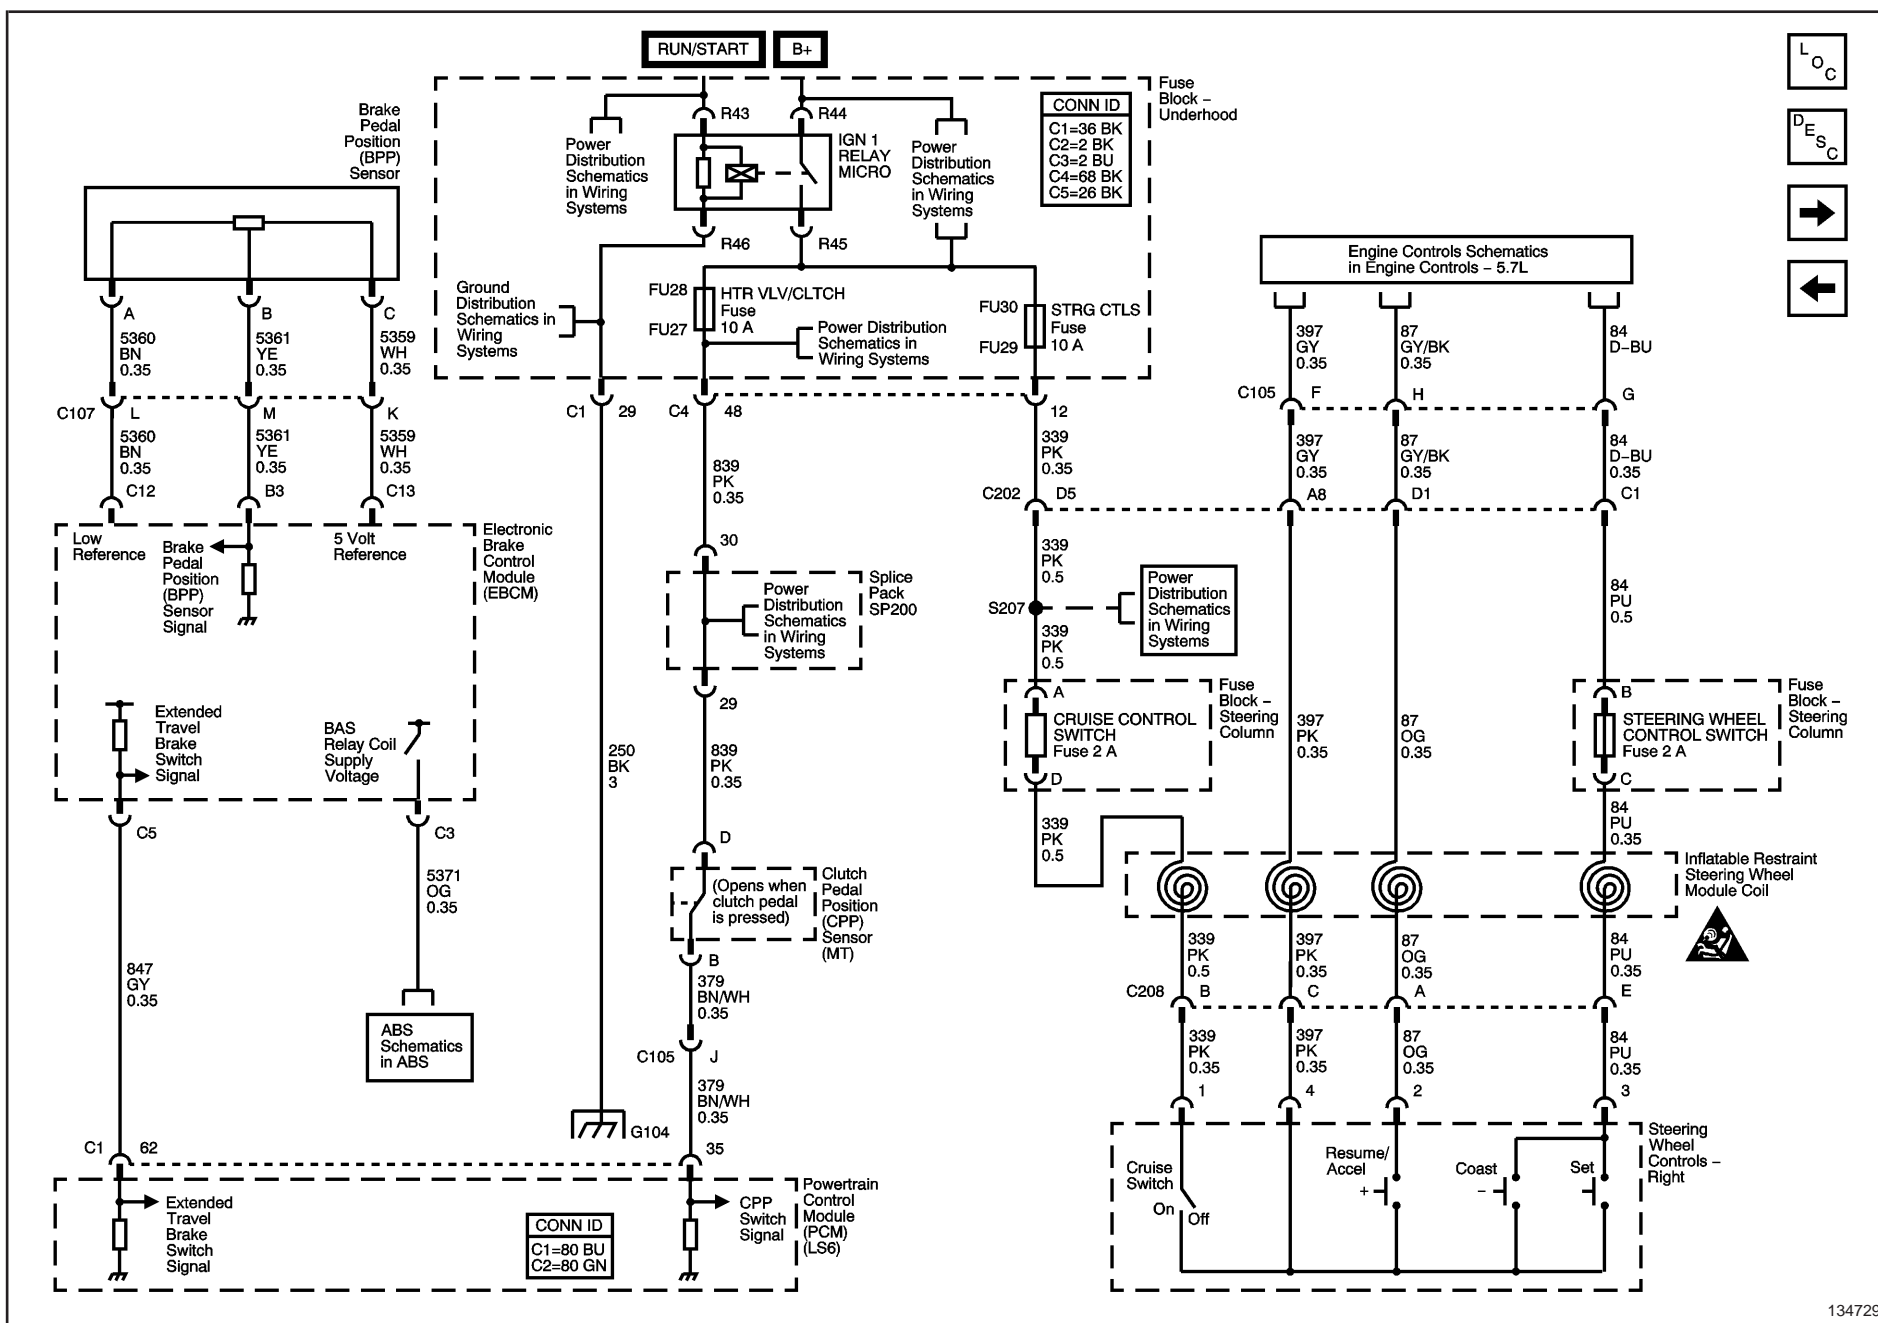 RUN/START
B+
L
O
C
D
E
S
C
Fuse
Block –
Underhood
CONN ID
C1=36 BK
C2=2 BK
C3=2 BU
C4=68 BK
C5=26 BK
Brake
Pedal
Position
(BPP)
Sensor
R43
R44
IGN 1
RELAY
MICRO
Power
Distribution
Schematics
in Wiring
Systems
Power
Distribution
Schematics
in Wiring
Systems
R46
R45
Ground
Distribution
Schematics in
Wiring
Systems
FU28
HTR VLV/CLTCH
Fuse
10 A
FU27
Power Distribution
Schematics in
Wiring Systems
FU30
STRG CTLS
Fuse
10 A
FU29
Engine Controls Schematics
in Engine Controls – 5.7L
A
B
C
5360
BN
0.35
5361
YE
0.35
5359
WH
0.35
C107
L
M
K
5360
BN
0.35
5361
YE
0.35
5359
WH
0.35
C12
B3
C13
C1
29
C4
48
12
397
GY
0.35
87
GY/BK
0.35
84
D–BU
C105
F
H
G
397
GY
0.35
87
GY/BK
0.35
84
D–BU
0.35
339
PK
0.35
C202
D5
A8
D1
C1
Low
Reference
Brake
Pedal
Position
(BPP)
Sensor
Signal
5 Volt
Reference
Electronic
Brake
Control
Module
(EBCM)
839
PK
0.35
30
Power
Distribution
Schematics
in Wiring
Systems
Splice
Pack
SP200
29
339
PK
0.5
S207
Power
Distribution
Schematics
in Wiring
Systems
339
PK
0.5
84
PU
0.5
Extended
Travel
Brake
Switch
Signal
BAS
Relay Coil
Supply
Voltage
250
BK
3
839
PK
0.35
A
CRUISE CONTROL
SWITCH
Fuse 2 A
D
Fuse
Block –
Steering
Column
397
PK
0.35
87
OG
0.35
B
STEERING WHEEL
CONTROL SWITCH
Fuse 2 A
C
Fuse
Block –
Steering
Column
C5
C3
D
339
PK
0.5
84
PU
0.35
5371
OG
0.35
(Opens when
clutch pedal
is pressed)
Clutch
Pedal
Position
(CPP)
Sensor
(MT)
B
Inflatable Restraint
Steering Wheel
Module Coil
847
GY
0.35
379
BN/WH
0.35
339
PK
0.5
397
PK
0.35
87
OG
0.35
84
PU
0.35
C208
B
C
A
E
ABS
Schematics
in ABS
C105
J
379
BN/WH
0.35
339
PK
0.35
397
PK
0.35
87
OG
0.35
84
PU
0.35
1
4
2
3
G104
C1
62
35
Extended
Travel
Brake
Switch
Signal
CONN ID
C1=80 BU
C2=80 GN
CPP
Switch
Signal
Powertrain
Control
Module
(PCM)
(LS6)
Cruise
Switch
On
Off
Resume/
Accel
+
Coast
–
Set
Steering
Wheel
Controls –
Right
134729